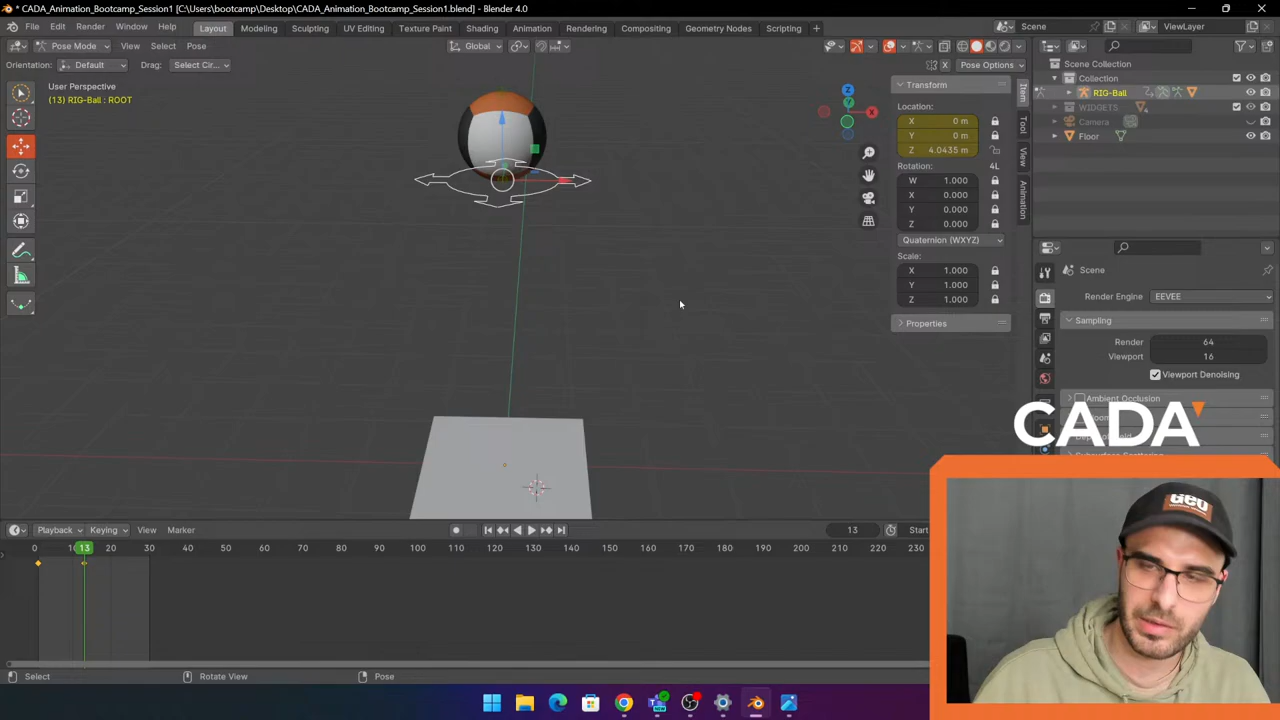 * CADA_Animation_Bootcamp_Session1 [C:\Users\bootcamp\Desktop\CADA_Animation_Bootcamp_Session1.blend] - Blender 4.0
File Edit Render Window Help Layout Modeling Sculpting UV Editing Texture Paint Shading Animation Rendering Compositing Geometry Nodes Scripting Scene ViewLayer
Pose Mode View Select Pose Global
Orientation: Default Drag: Select Cir... Pose Options
User Perspective
(13) RIG-Ball : ROOT
Z
Y
X
Transform
Location:
X 0 m
Y 0 m
Z 4.0435 m
Rotation: 4L
W 1.000
X 0.000
Y 0.000
Z 0.000
Quaternion (WXYZ)
Scale:
X 1.000
Y 1.000
Z 1.000
Properties
Item
Tool
View
Animation
Scene Collection
Collection
RIG-Ball
WIDGETS
Camera
Floor
Scene
Render Engine EEVEE
Sampling
Render 64
Viewport 16
Viewport Denoising
Ambient Occlusion
CADA
GEO
Playback Keying View Marker 13 Start
0 13 20 30 40 50 60 70 80 90 100 110 120 130 140 150 160 170 180 190 200 210 220 230
Select Rotate View Pose